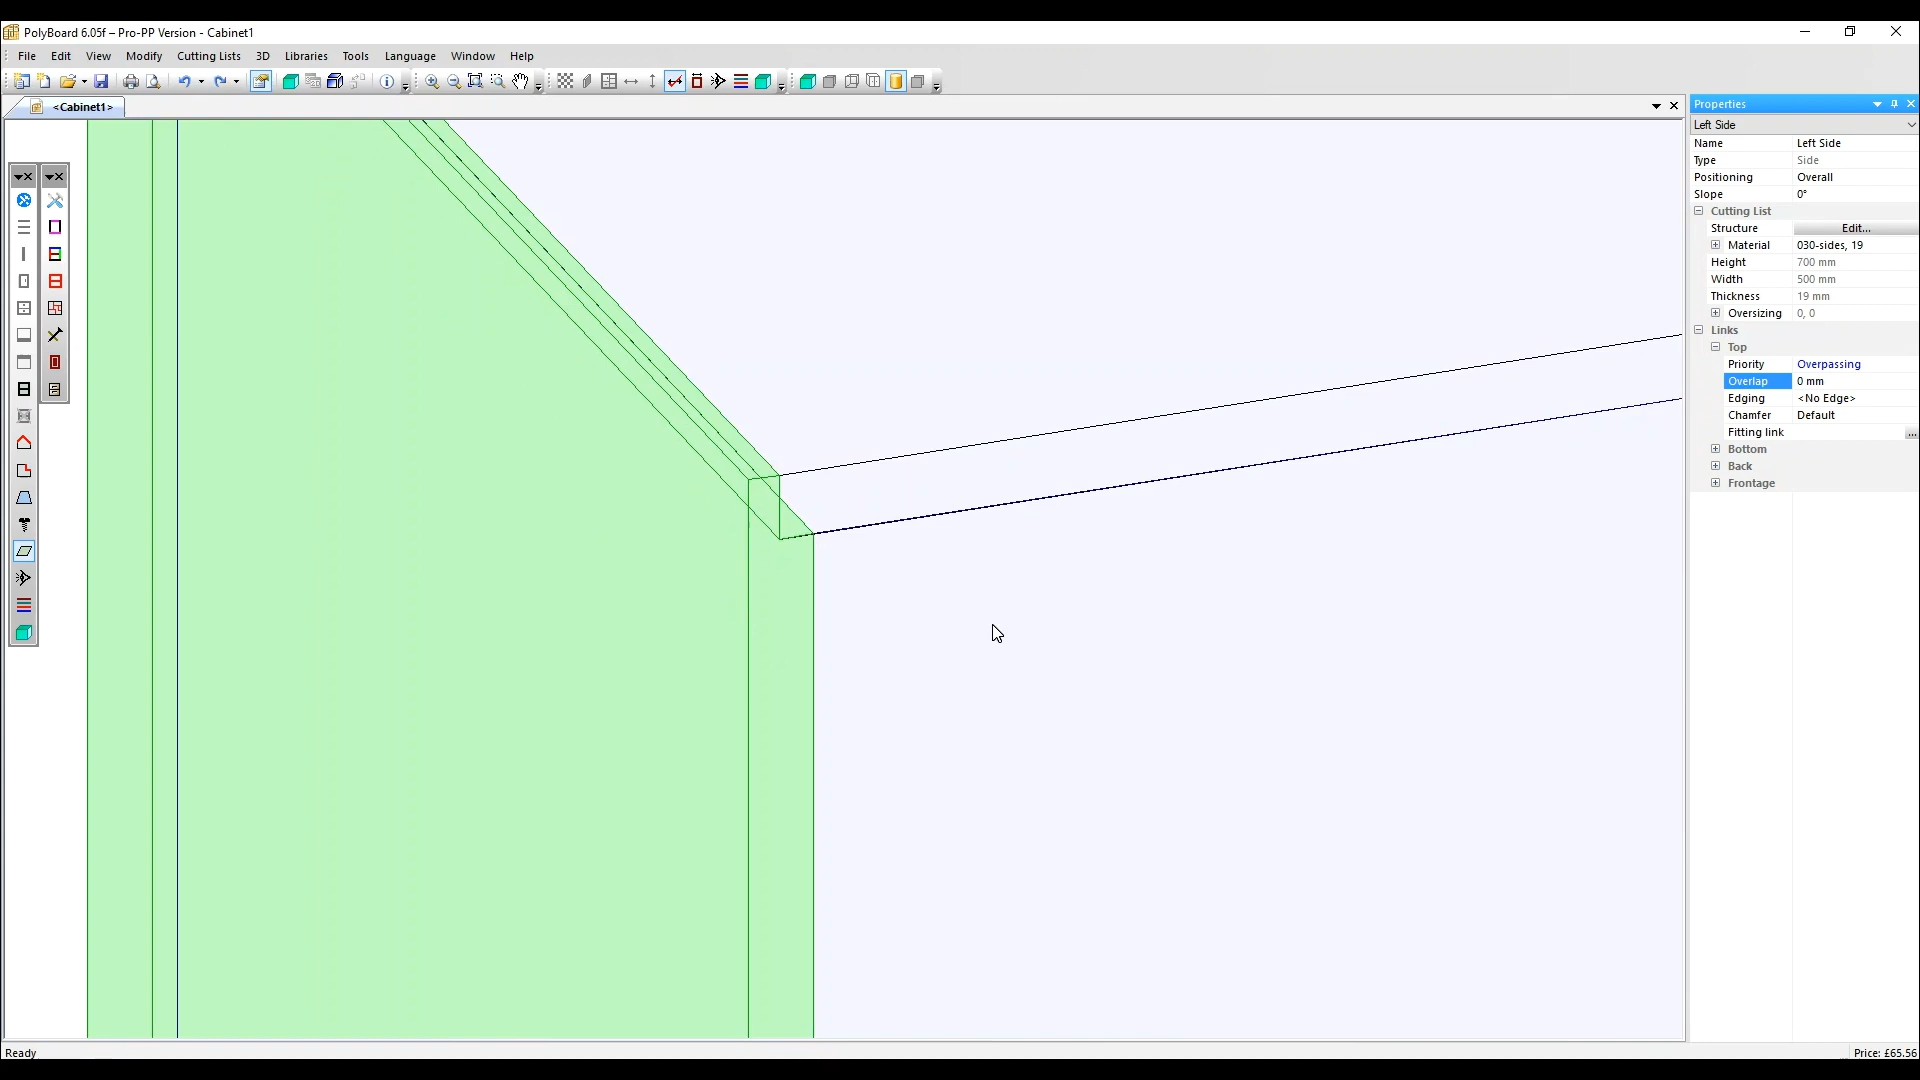 PolyBoard 6.05f – Pro-PP Version - Cabinet1
File Edit View Modify Cutting Lists 3D Libraries Tools Language Window Help
<Cabinet1>
Properties
Left Side
Name Left Side
Type Side
Positioning Overall
Slope 0°
Cutting List
Structure Edit...
Material 030-sides, 19
Height 700 mm
Width 500 mm
Thickness 19 mm
Oversizing 0, 0
Links
Top
Priority Overpassing
Overlap 0 mm
Edging <No Edge>
Chamfer Default
Fitting link ...
Bottom
Back
Frontage
Ready
Price: £65.56